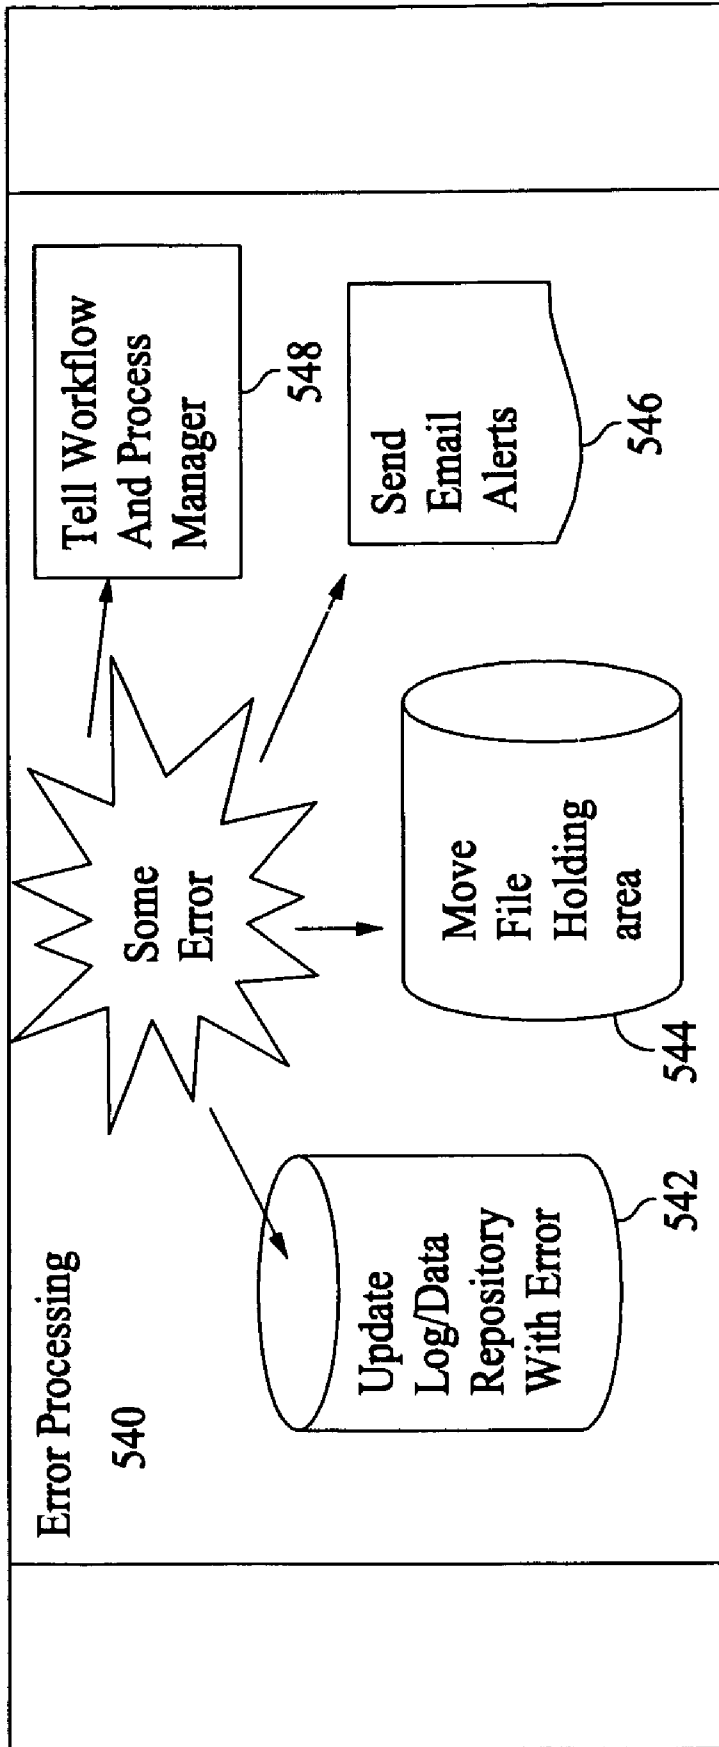 Error Processing
540
Some
Error
Update
Log/Data
Repository
With Error
542
Move
File
Holding
area
544
Send
Email
Alerts
546
Tell Workflow
And Process
Manager
548